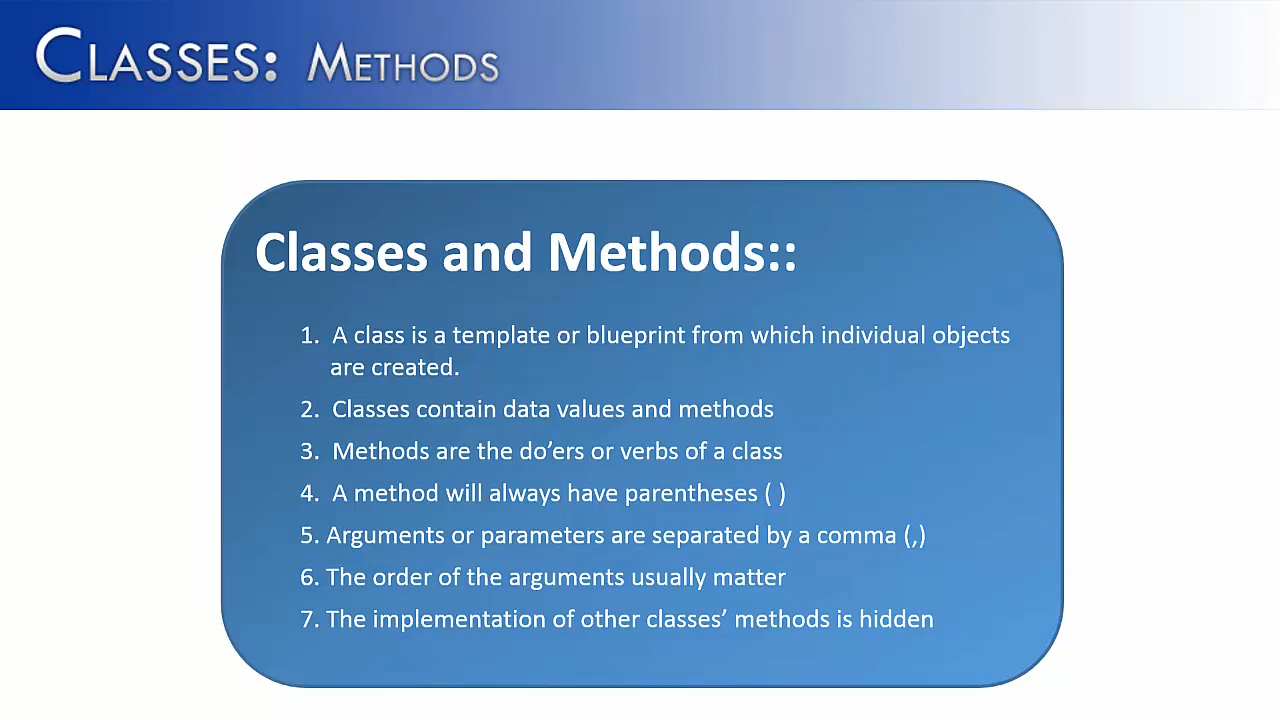 CLASSES: METHODS
Classes and Methods::
1. A class is a template or blueprint from which individual objects
are created.
2. Classes contain data values and methods
3. Methods are the do’ers or verbs of a class
4. A method will always have parentheses ( )
5. Arguments or parameters are separated by a comma (,)
6. The order of the arguments usually matter
7. The implementation of other classes’ methods is hidden